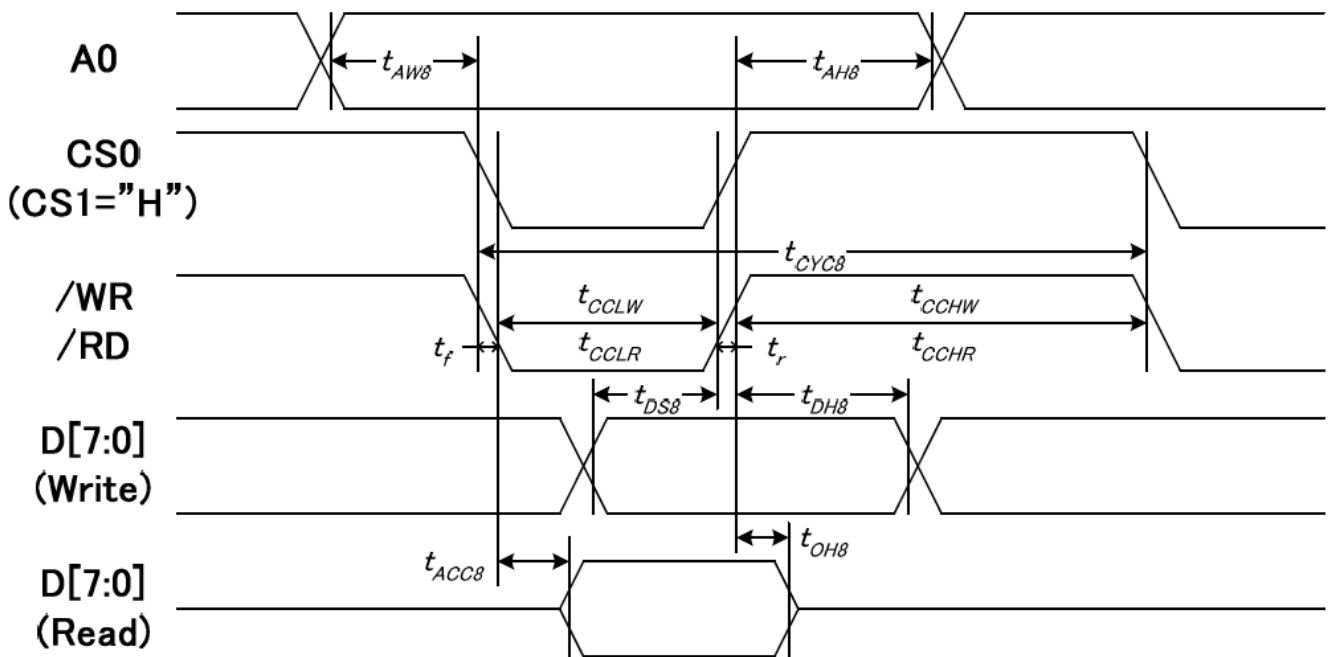 A0
tAW8
tAH8
CS0
(CS1=”H”)
tCYC8
/WR
tCCLW
tCCHW
/RD
tf
tCCLR
tr
tCCHR
tDS8
tDH8
D[7:0]
(Write)
tACC8
tOH8
D[7:0]
(Read)